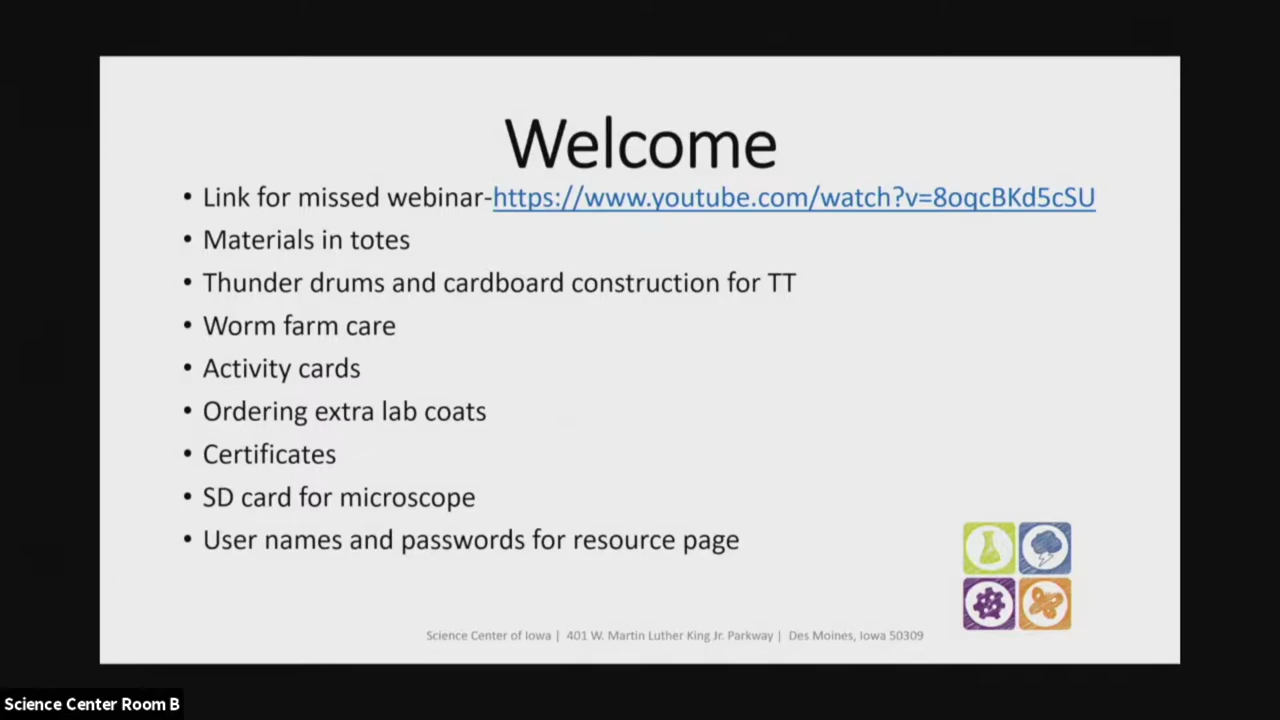 Welcome
• Link for missed webinar-https://www.youtube.com/watch?v=8oqcBKd5cSU
• Materials in totes
• Thunder drums and cardboard construction for TT
• Worm farm care
• Activity cards
• Ordering extra lab coats
• Certificates
• SD card for microscope
• User names and passwords for resource page
Science Center of Iowa | 401 W. Martin Luther King Jr. Parkway | Des Moines, Iowa 50309
Science Center Room B